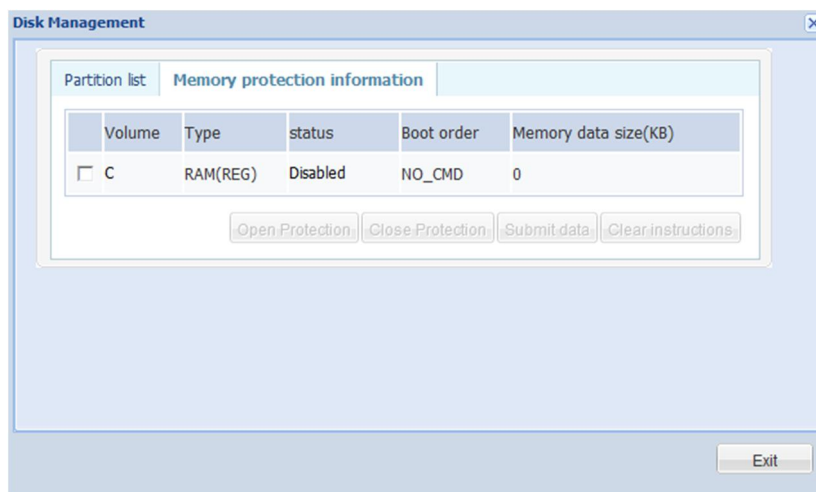 Disk Management
Partition list Memory protection information
Volume Type status Boot order Memory data size(KB)
C RAM(REG) Disabled NO_CMD 0
Open Protection Close Protection Submit data Clear instructions
Exit